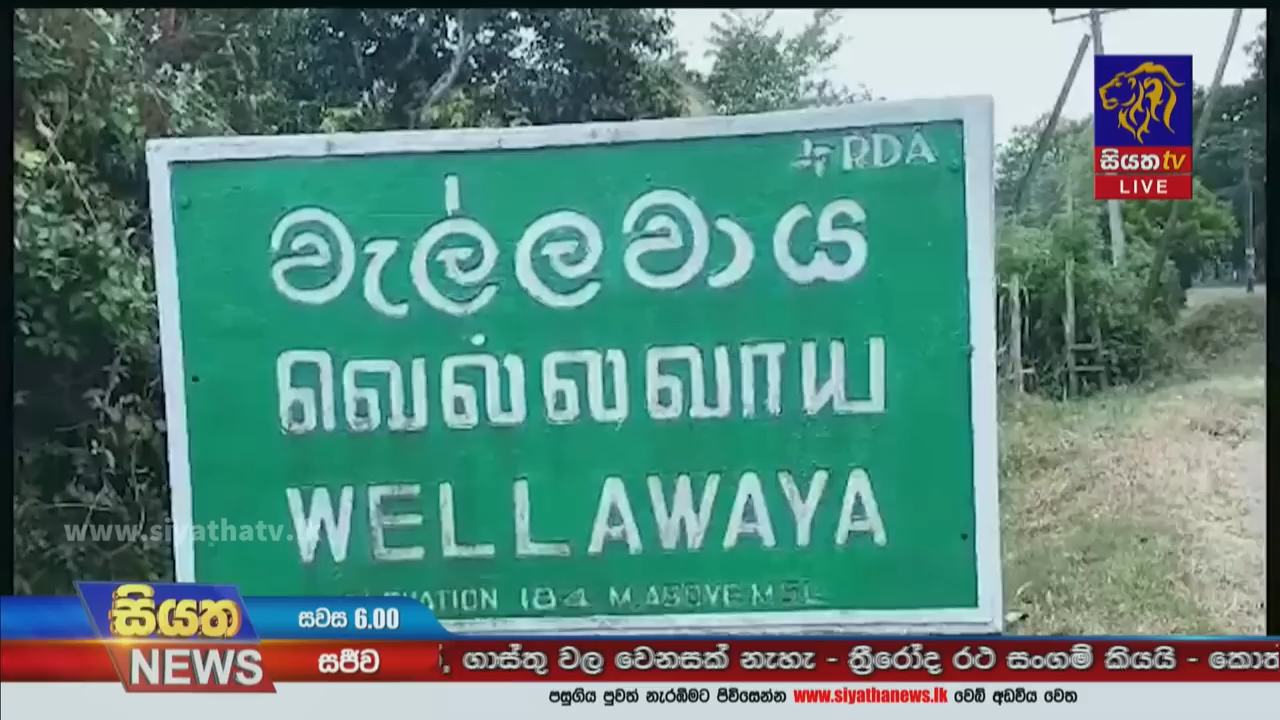 RDA
සියත tv
LIVE
වැල්ලවාය
வெல்லவாய
WELLAWAYA
www.siyathatv.lk
ELEVATION 184 M.ABOVE M S L
සියත
සවස 6.00
NEWS
සජීව
ගාස්තු වල වෙනසක් නැහැ - ත්‍රීරෝද රථ සංගම් කියයි -
පසුගිය පුවත් නැරඹීමට පිවිසෙන්න www.siyathanews.lk වෙබ් අඩවිය වෙත